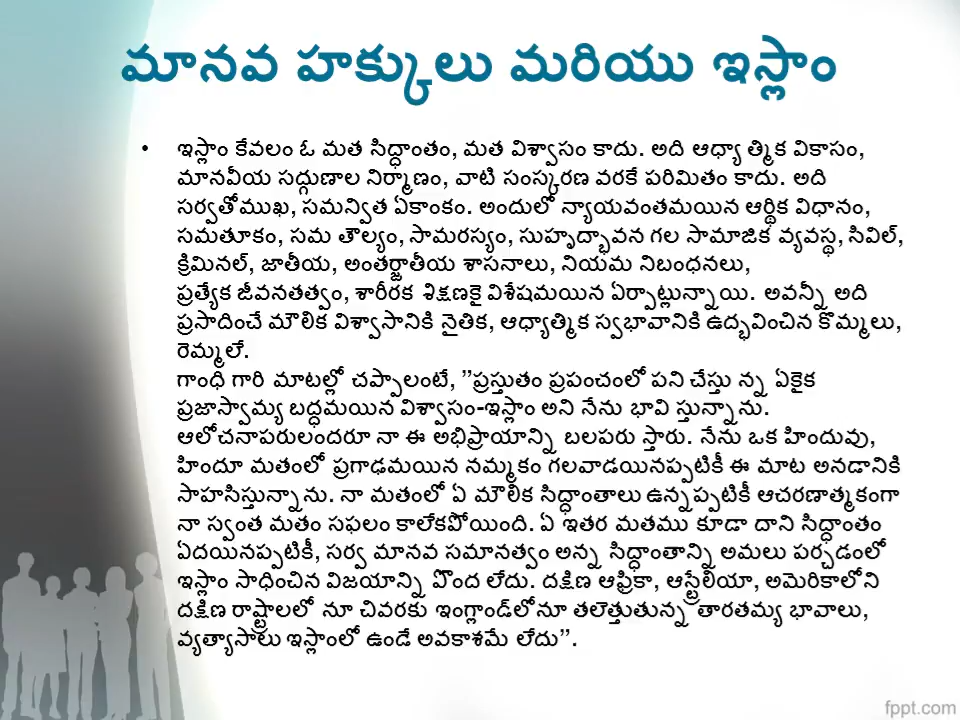 మానవ హక్కులు మరియు ఇస్లాం
• ఇస్లాం కేవలం ఓ మత సిద్ధాంతం, మత విశ్వాసం కాదు. అది ఆధ్యా త్మిక వికాసం,
మానవీయ సద్గుణాల నిర్మాణం, వాటి సంస్కరణ వరకే పరిమితం కాదు. అది
సర్వతోముఖ, సమన్విత ఏకాంకం. అందులో న్యాయవంతమయిన ఆర్థిక విధానం,
సమతూకం, సమ తౌల్యం, సామరస్యం, సుహృద్భావన గల సామాజిక వ్యవస్థ, సివిల్,
క్రిమినల్, జాతీయ, అంతర్జాతీయ శాసనాలు, నియమ నిబంధనలు,
ప్రత్యేక జీవనతత్వం, శారీరక శిక్షణకై విశేషమయిన ఏర్పాట్లున్నాయి. అవన్నీ అది
ప్రసాదించే మౌలిక విశ్వాసానికి నైతిక, ఆధ్యాత్మిక స్వభావానికి ఉద్భవించిన కొమ్మలు,
రెమ్మలే.
గాంధి గారి మాటల్లో చప్పాలంటే, ''ప్రస్తుతం ప్రపంచంలో పని చేస్తు న్న ఏకైక
ప్రజాస్వామ్య బద్ధమయిన విశ్వాసం-ఇస్లాం అని నేను భావి స్తున్నాను.
ఆలోచనాపరులందరూ నా ఈ అభిప్రాయాన్ని బలపరు స్తారు. నేను ఒక హిందువు,
హిందూ మతంలో ప్రగాఢమయిన నమ్మకం గలవాడయినప్పటికీ ఈ మాట అనడానికి
సాహసిస్తున్నాను. నా మతంలో ఏ మౌలిక సిద్ధాంతాలు ఉన్నప్పటికీ ఆచరణాత్మకంగా
నా స్వంత మతం సఫలం కాలేకపోయింది. ఏ ఇతర మతము కూడా దాని సిద్ధాంతం
ఏదయినప్పటికీ, సర్వ మానవ సమానత్వం అన్న సిద్ధాంతాన్ని అమలు పర్చడంలో
ఇస్లాం సాధించిన విజయాన్ని పొంద లేదు. దక్షిణ ఆఫ్రికా, ఆస్ట్రేలియా, అమెరికాలోని
దక్షిణ రాష్ట్రాలలో నూ చివరకు ఇంగ్లాండ్‌లోనూ తలెత్తుతున్న తారతమ్య భావాలు,
వ్యత్యాసాలు ఇస్లాంలో ఉండే అవకాశమే లేదు''.
fppt.com